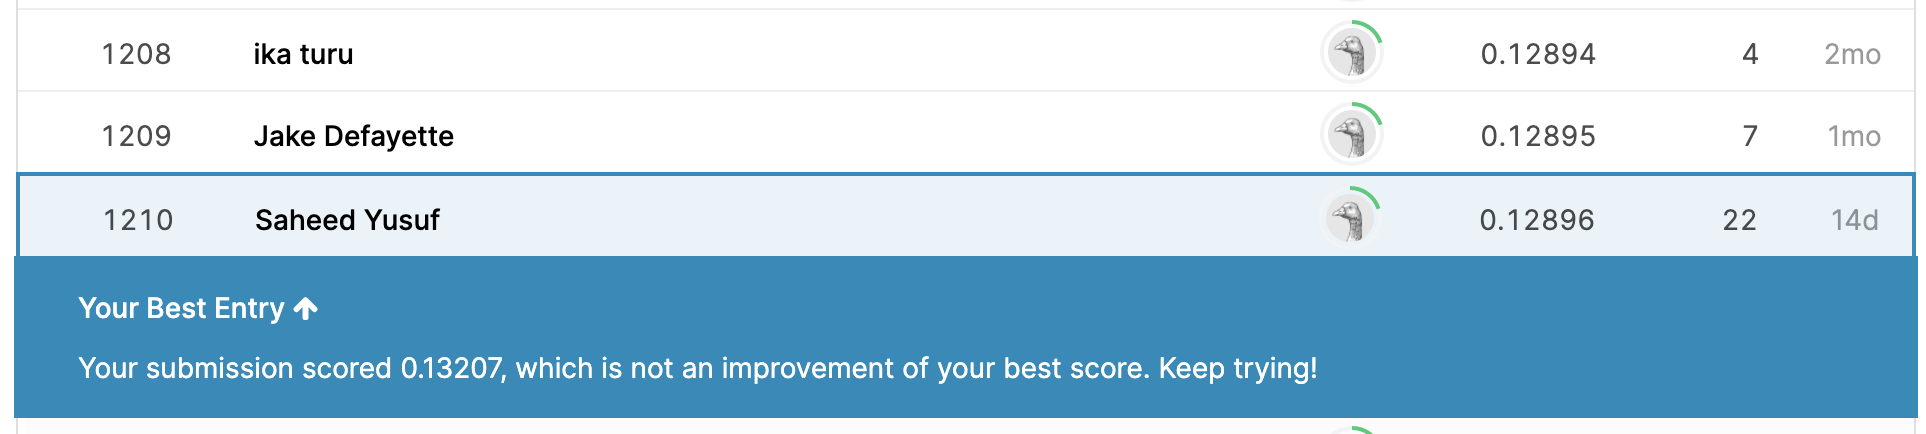 1208 ika turu 0.12894 4 2mo
1209 Jake Defayette 0.12895 7 1mo
1210 Saheed Yusuf 0.12896 22 14d
Your Best Entry
Your submission scored 0.13207, which is not an improvement of your best score. Keep trying!